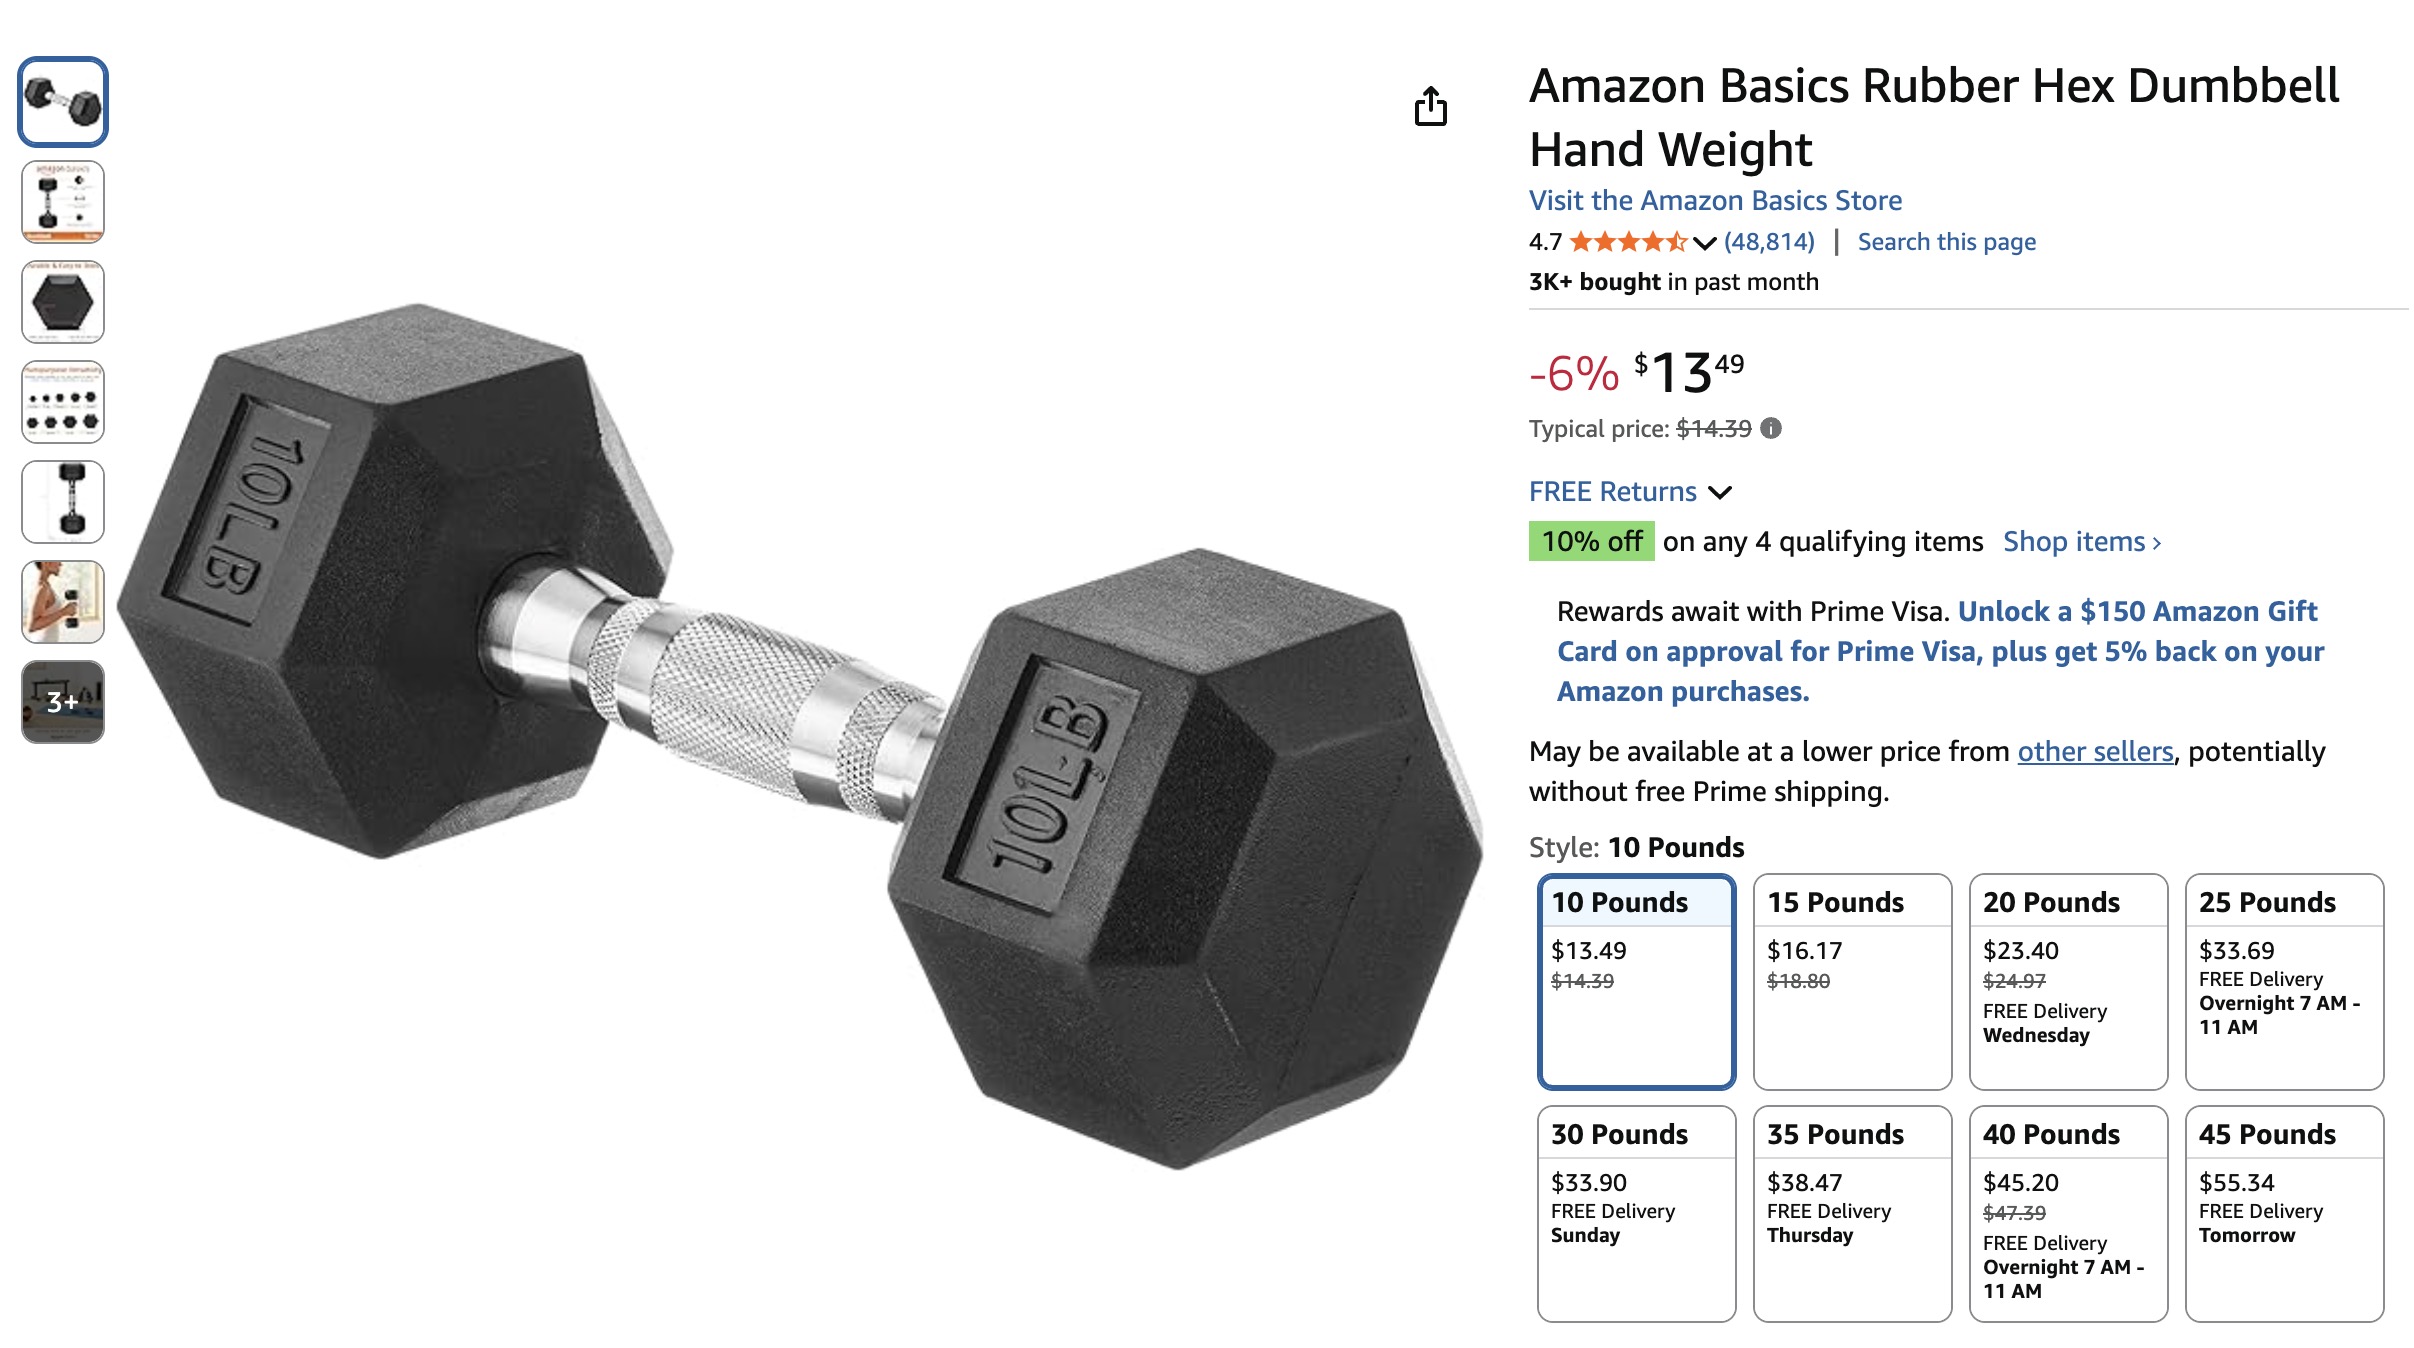 10LB
10LB
3+
Amazon Basics Rubber Hex Dumbbell
Hand Weight
Visit the Amazon Basics Store
4.7 (48,814) | Search this page
3K+ bought in past month
-6% $13 49
Typical price: $14.39
FREE Returns
10% off on any 4 qualifying items Shop items ›
Rewards await with Prime Visa. Unlock a $150 Amazon Gift
Card on approval for Prime Visa, plus get 5% back on your
Amazon purchases.
May be available at a lower price from other sellers, potentially
without free Prime shipping.
Style: 10 Pounds
10 Pounds
$13.49
$14.39
15 Pounds
$16.17
$18.80
20 Pounds
$23.40
$24.97
FREE Delivery
Wednesday
25 Pounds
$33.69
FREE Delivery
Overnight 7 AM -
11 AM
30 Pounds
$33.90
FREE Delivery
Sunday
35 Pounds
$38.47
FREE Delivery
Thursday
40 Pounds
$45.20
$47.39
FREE Delivery
Overnight 7 AM -
11 AM
45 Pounds
$55.34
FREE Delivery
Tomorrow